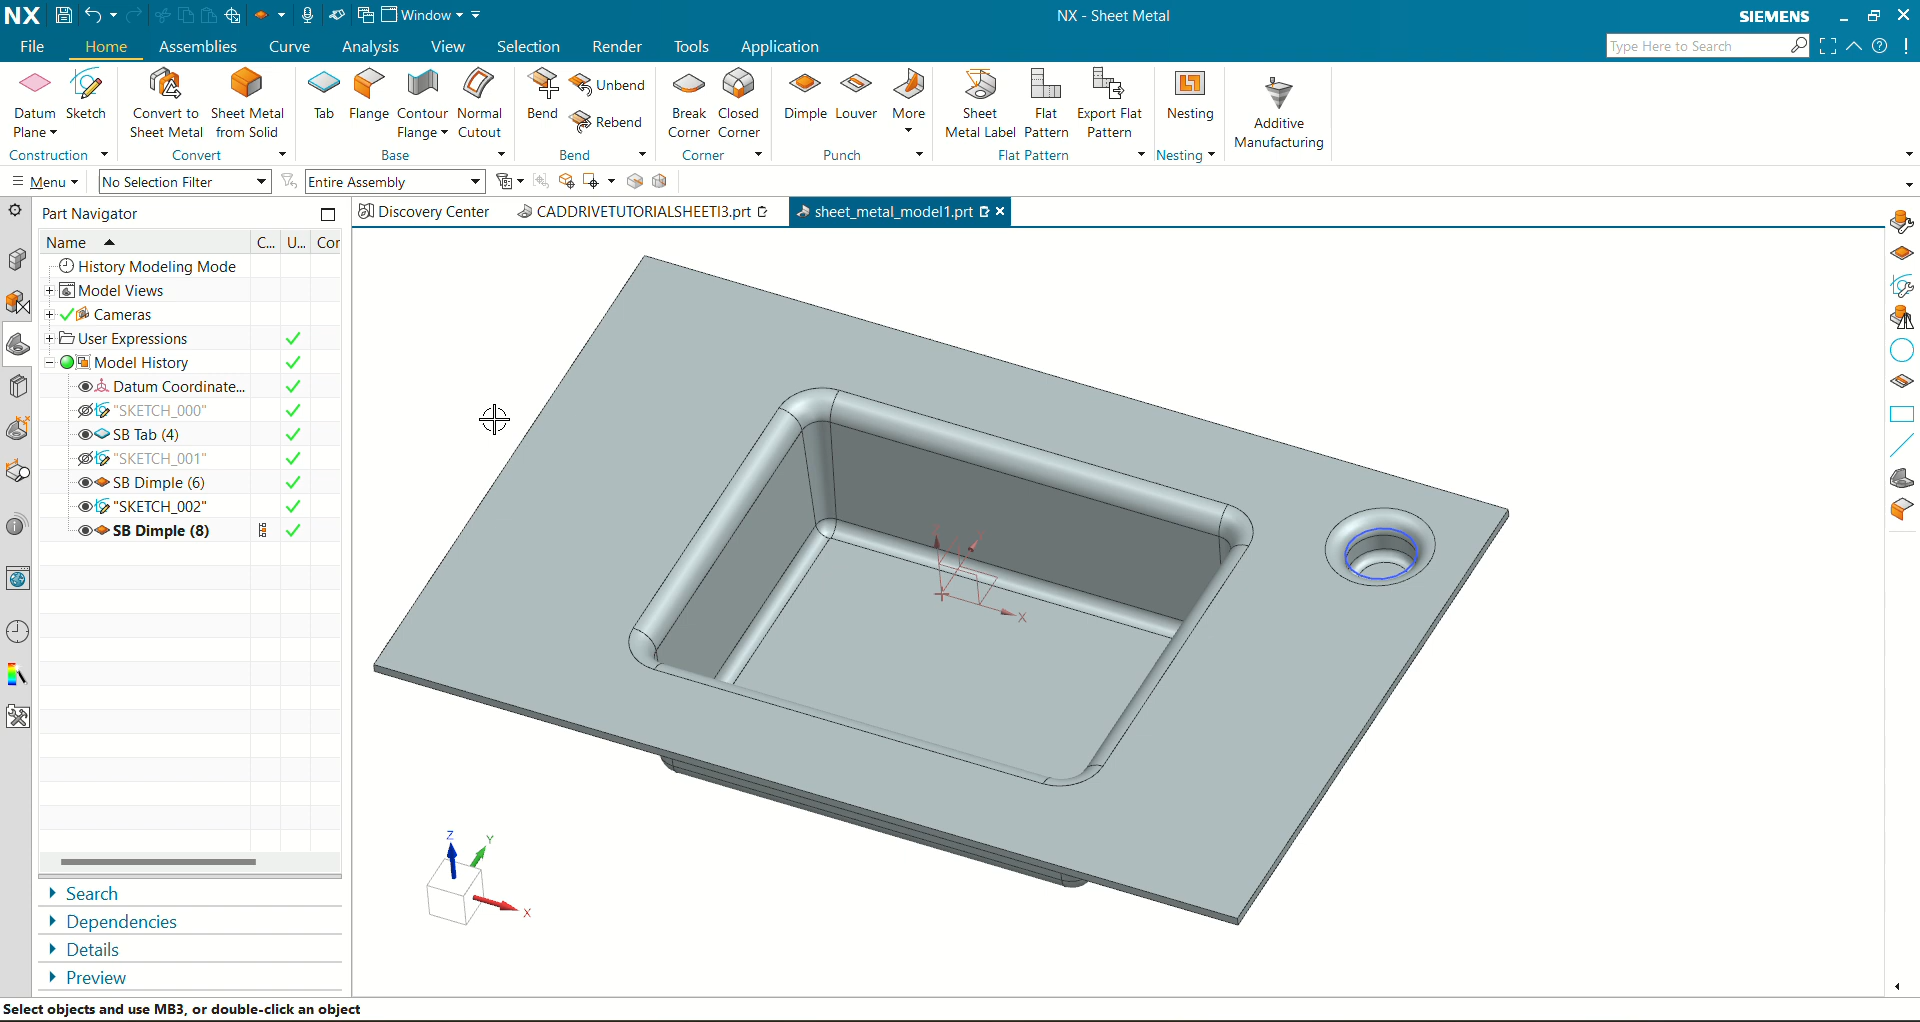 NX Window NX - Sheet Metal SIEMENS
File Home Assemblies Curve Analysis View Selection Render Tools Application Type Here to Search
Datum Plane Sketch Convert to Sheet Metal Sheet Metal from Solid Tab Flange Contour Flange Normal Cutout Bend Unbend Rebend Break Corner Closed Corner Dimple Louver More Sheet Metal Label Flat Pattern Export Flat Pattern Nesting Additive Manufacturing
Construction Convert Base Bend Corner Punch Flat Pattern Nesting
Menu No Selection Filter Entire Assembly
Part Navigator Discovery Center CADDRIVETUTORIALSHEETI3.prt sheet_metal_model1.prt
Name C... U... Cor
History Modeling Mode
Model Views
Cameras
User Expressions
Model History
Datum Coordinate...
"SKETCH_000"
SB Tab (4)
"SKETCH_001"
SB Dimple (6)
"SKETCH_002"
SB Dimple (8)
X
Z
Y
X
Search
Dependencies
Details
Preview
Select objects and use MB3, or double-click an object